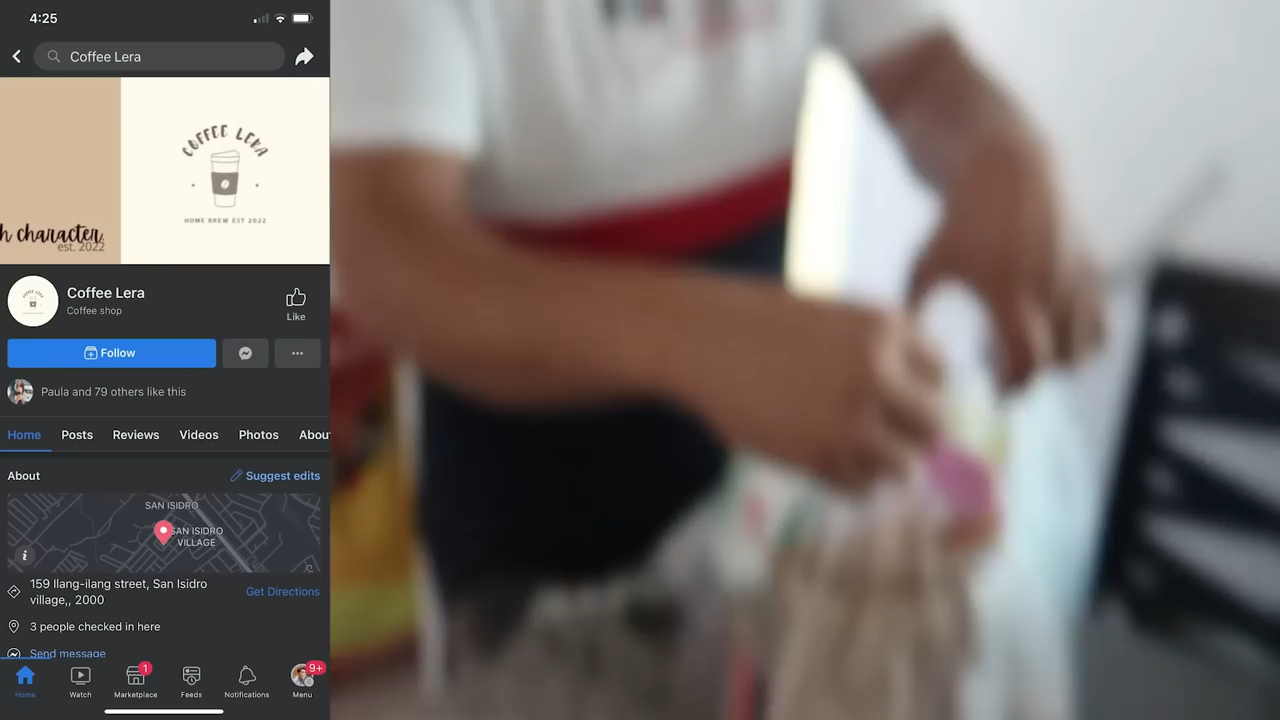 4:25
Coffee Lera
COFFEE LERA
HOME BREW EST 2022
h character.
est. 2022
Coffee Lera
Coffee shop
Like
Follow
Paula and 79 others like this
Home
Posts
Reviews
Videos
Photos
Abou
About
Suggest edits
SAN ISIDRO
SAN ISIDRO
VILLAGE
159 llang-ilang street, San Isidro
village,, 2000
Get Directions
3 people checked in here
Send message
1
9+
Home
Watch
Marketplace
Feeds
Notifications
Menu